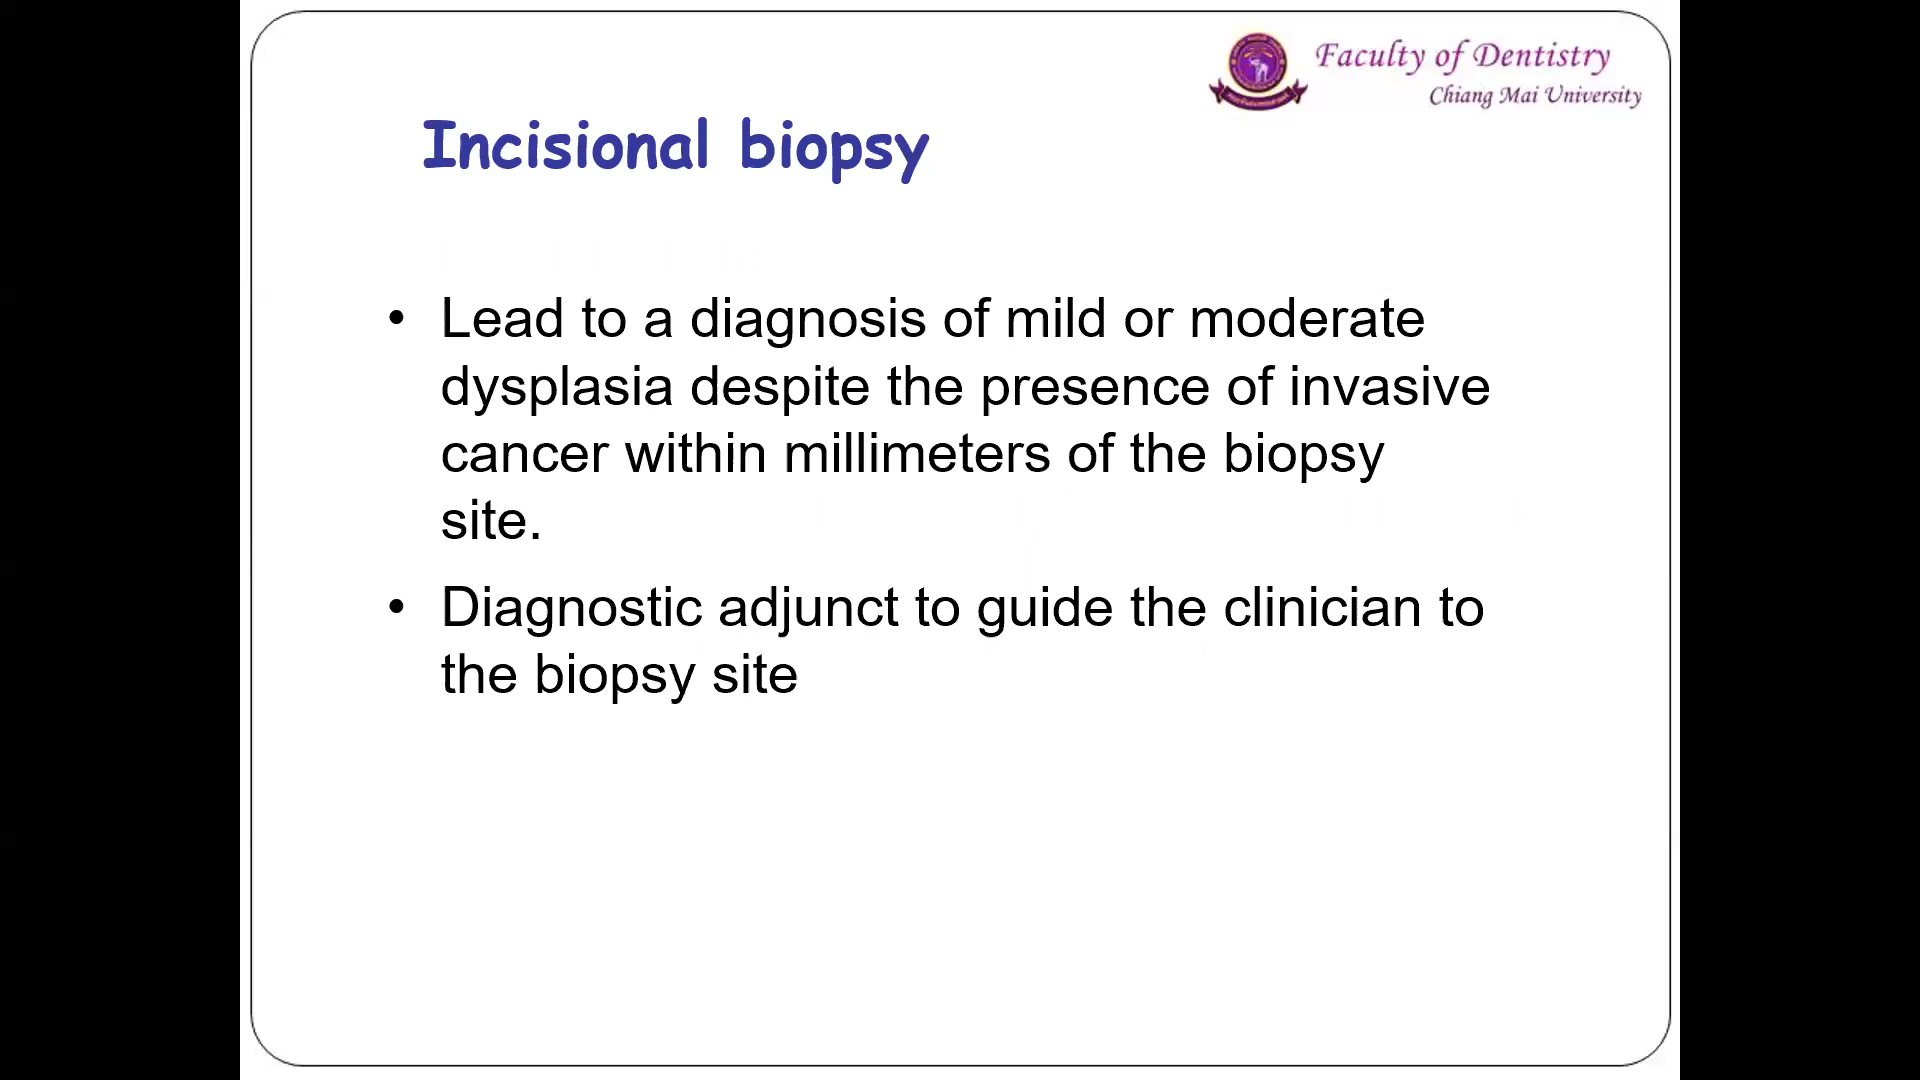 Faculty of Dentistry
Chiang Mai University
Incisional biopsy
• Lead to a diagnosis of mild or moderate
dysplasia despite the presence of invasive
cancer within millimeters of the biopsy
site.
• Diagnostic adjunct to guide the clinician to
the biopsy site